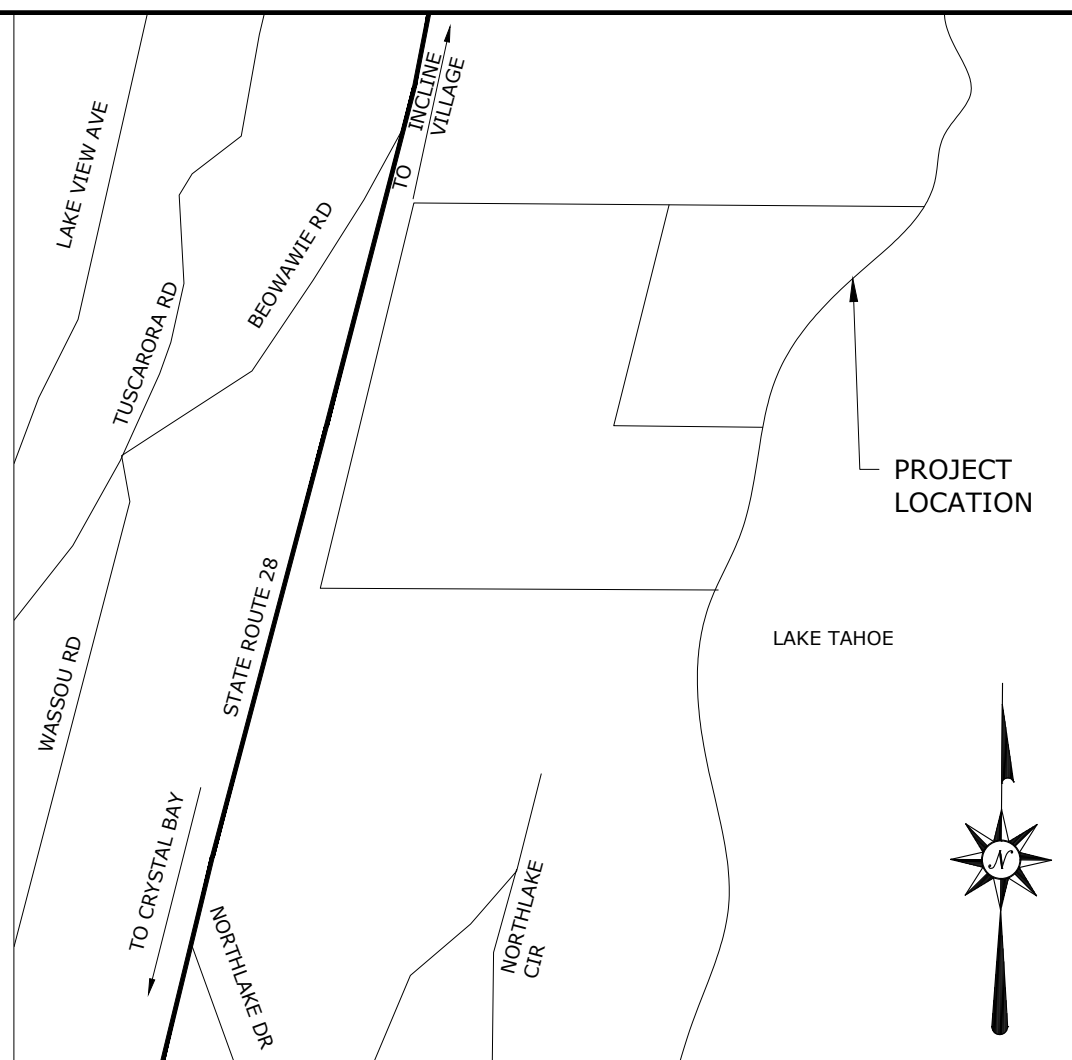 LAKE VIEW AVE
TUSCARORA RD
BEOWAWIE RD
TO INCLINE
VILLAGE
PROJECT
LOCATION
STATE ROUTE 28
LAKE TAHOE
WASSOU RD
TO CRYSTAL BAY
NORTHLAKE DR
NORTHLAKE
CIR
N